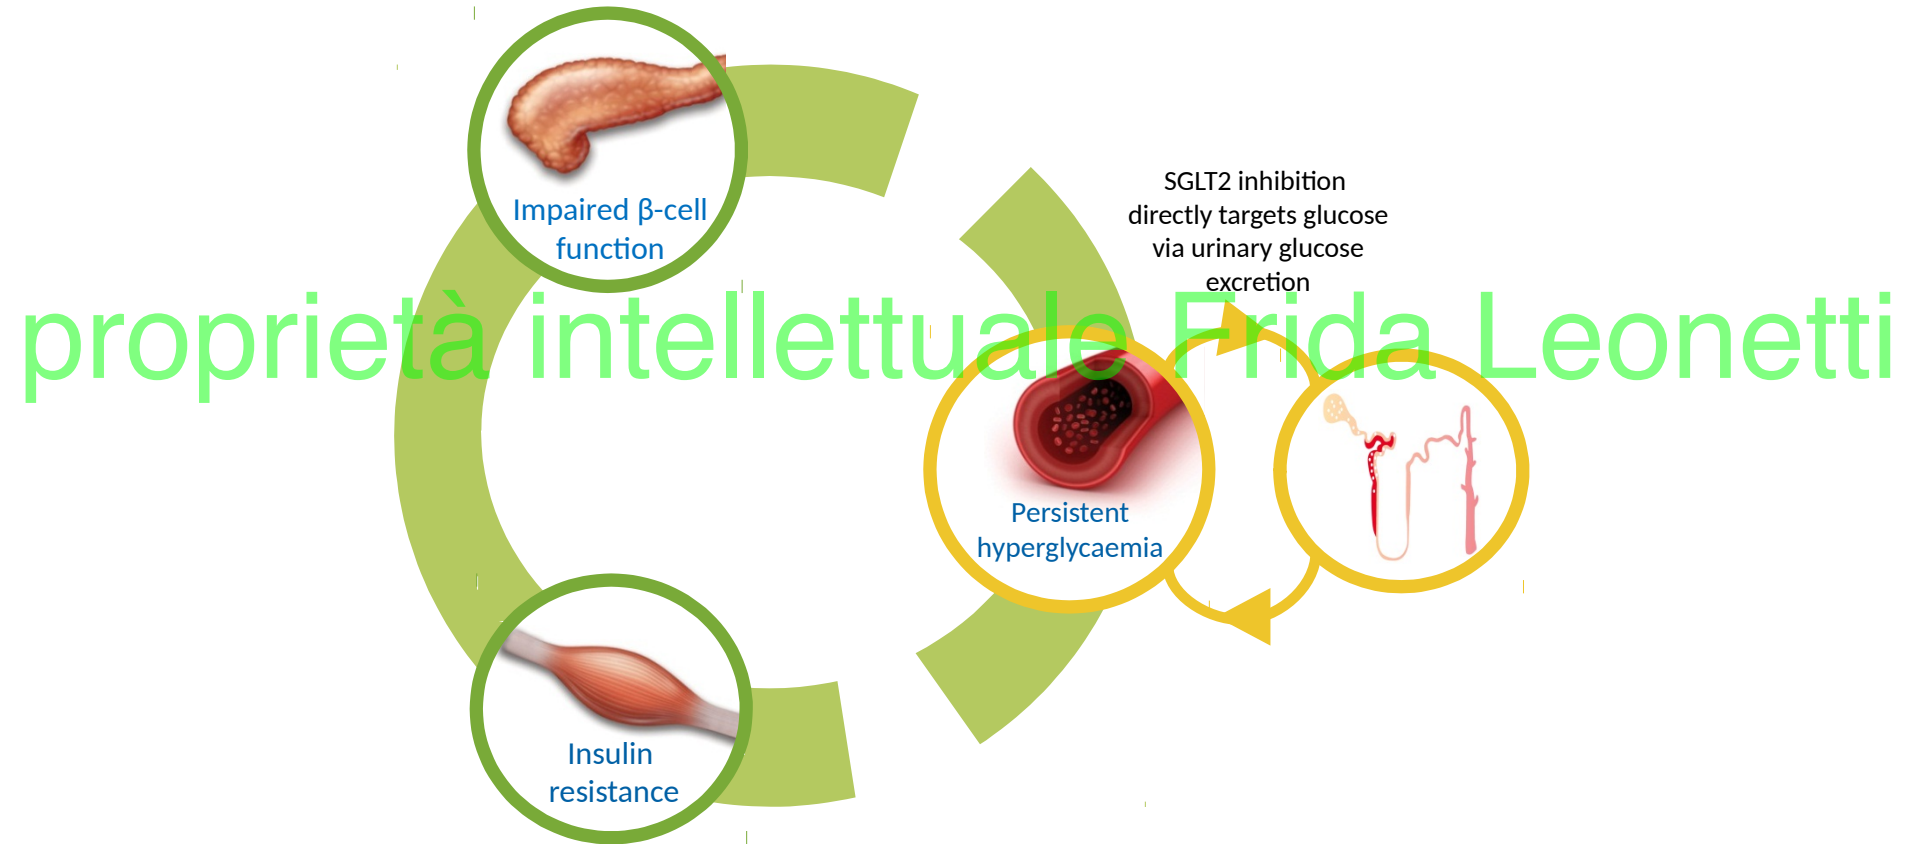 Impaired β-cell
function
SGLT2 inhibition
directly targets glucose
via urinary glucose
excretion
proprietà intellettuale Frida Leonetti
Persistent
hyperglycaemia
Insulin
resistance